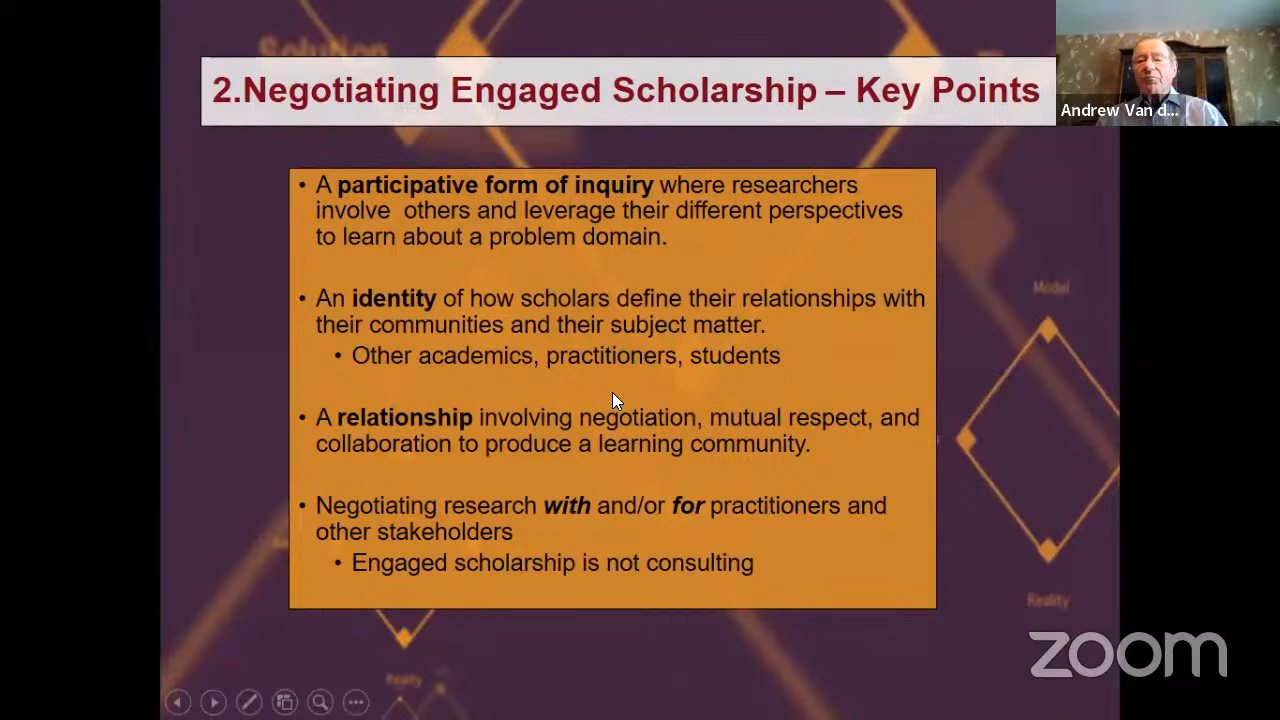 Solution
2.Negotiating Engaged Scholarship – Key Points
Andrew Van d...
• A participative form of inquiry where researchers
involve others and leverage their different perspectives
to learn about a problem domain.
• An identity of how scholars define their relationships with
their communities and their subject matter.
• Other academics, practitioners, students
• A relationship involving negotiation, mutual respect, and
collaboration to produce a learning community.
• Negotiating research with and/or for practitioners and
other stakeholders
• Engaged scholarship is not consulting
Model
Reality
Reality
zoom